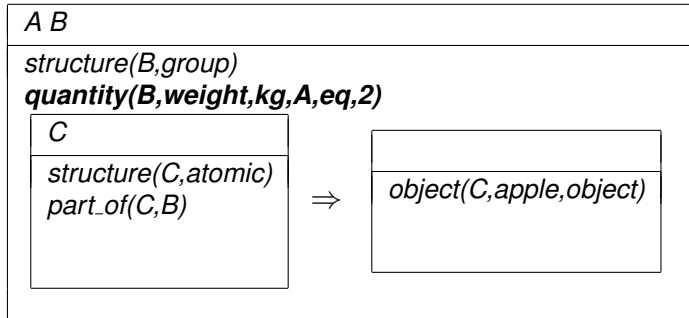 A B
structure(B,group)
quantity(B,weight,kg,A,eq,2)
C
structure(C,atomic)
part_of(C,B)
⇒
object(C,apple,object)